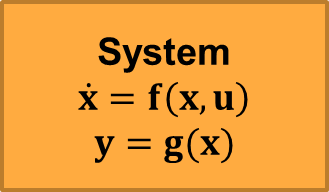 System
ẋ = f(x, u)
y = g(x)